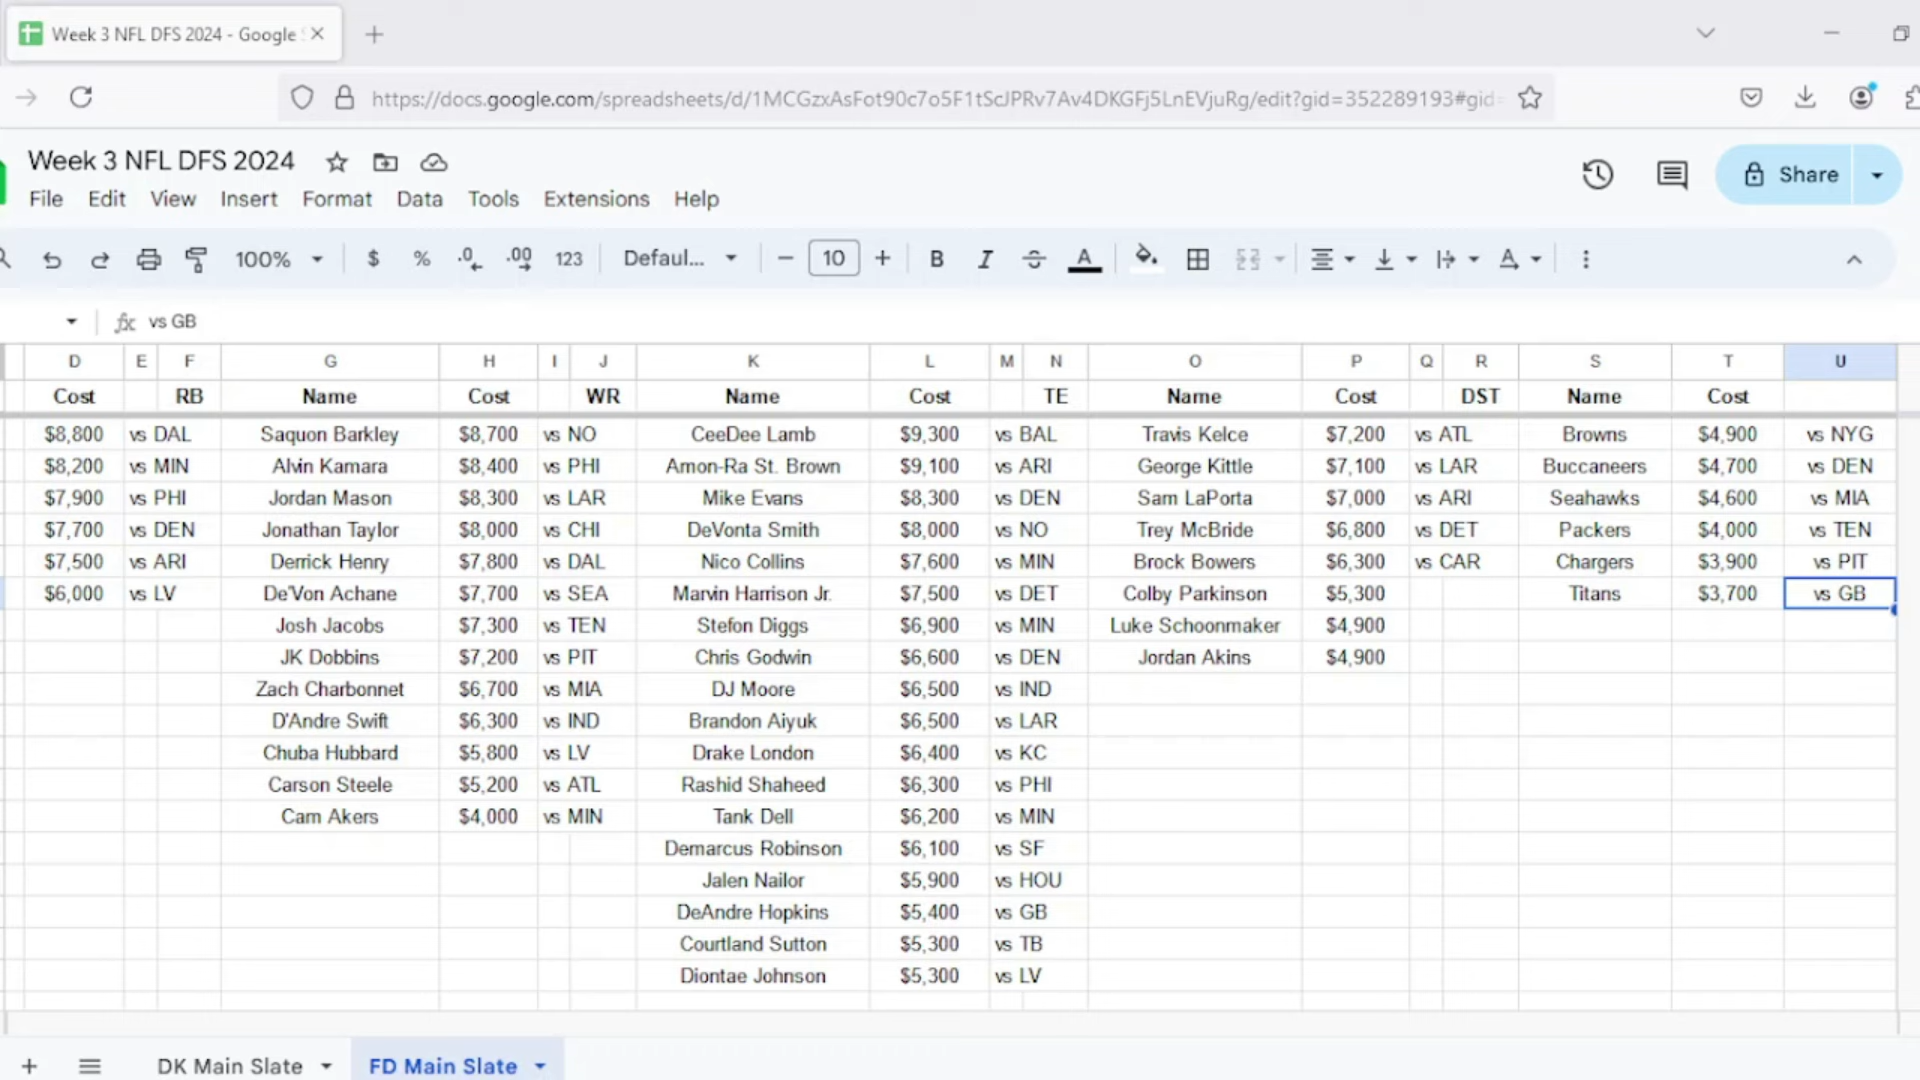 Week 3 NFL DFS 2024 - Google
https://docs.google.com/spreadsheets/d/1MCGzxAsFot90c7o5F1tScJPRv7Av4DKGFj5LnEVjuRg/edit?gid=352289193#gid=
Week 3 NFL DFS 2024
Share
File Edit View Insert Format Data Tools Extensions Help
100% $ % .0 .00 123 Defaul... − 10 + B I S A
fx vs GB
D E F G H I J K L M N O P Q R S T U
Cost RB Name Cost WR Name Cost TE Name Cost DST Name Cost
$8,800 vs DAL Saquon Barkley $8,700 vs NO CeeDee Lamb $9,300 vs BAL Travis Kelce $7,200 vs ATL Browns $4,900 vs NYG
$8,200 vs MIN Alvin Kamara $8,400 vs PHI Amon-Ra St. Brown $9,100 vs ARI George Kittle $7,100 vs LAR Buccaneers $4,700 vs DEN
$7,900 vs PHI Jordan Mason $8,300 vs LAR Mike Evans $8,300 vs DEN Sam LaPorta $7,000 vs ARI Seahawks $4,600 vs MIA
$7,700 vs DEN Jonathan Taylor $8,000 vs CHI DeVonta Smith $8,000 vs NO Trey McBride $6,800 vs DET Packers $4,000 vs TEN
$7,500 vs ARI Derrick Henry $7,800 vs DAL Nico Collins $7,600 vs MIN Brock Bowers $6,300 vs CAR Chargers $3,900 vs PIT
$6,000 vs LV De'Von Achane $7,700 vs SEA Marvin Harrison Jr. $7,500 vs DET Colby Parkinson $5,300 Titans $3,700 vs GB
Josh Jacobs $7,300 vs TEN Stefon Diggs $6,900 vs MIN Luke Schoonmaker $4,900
JK Dobbins $7,200 vs PIT Chris Godwin $6,600 vs DEN Jordan Akins $4,900
Zach Charbonnet $6,700 vs MIA DJ Moore $6,500 vs IND
D'Andre Swift $6,300 vs IND Brandon Aiyuk $6,500 vs LAR
Chuba Hubbard $5,800 vs LV Drake London $6,400 vs KC
Carson Steele $5,200 vs ATL Rashid Shaheed $6,300 vs PHI
Cam Akers $4,000 vs MIN Tank Dell $6,200 vs MIN
Demarcus Robinson $6,100 vs SF
Jalen Nailor $5,900 vs HOU
DeAndre Hopkins $5,400 vs GB
Courtland Sutton $5,300 vs TB
Diontae Johnson $5,300 vs LV
DK Main Slate FD Main Slate